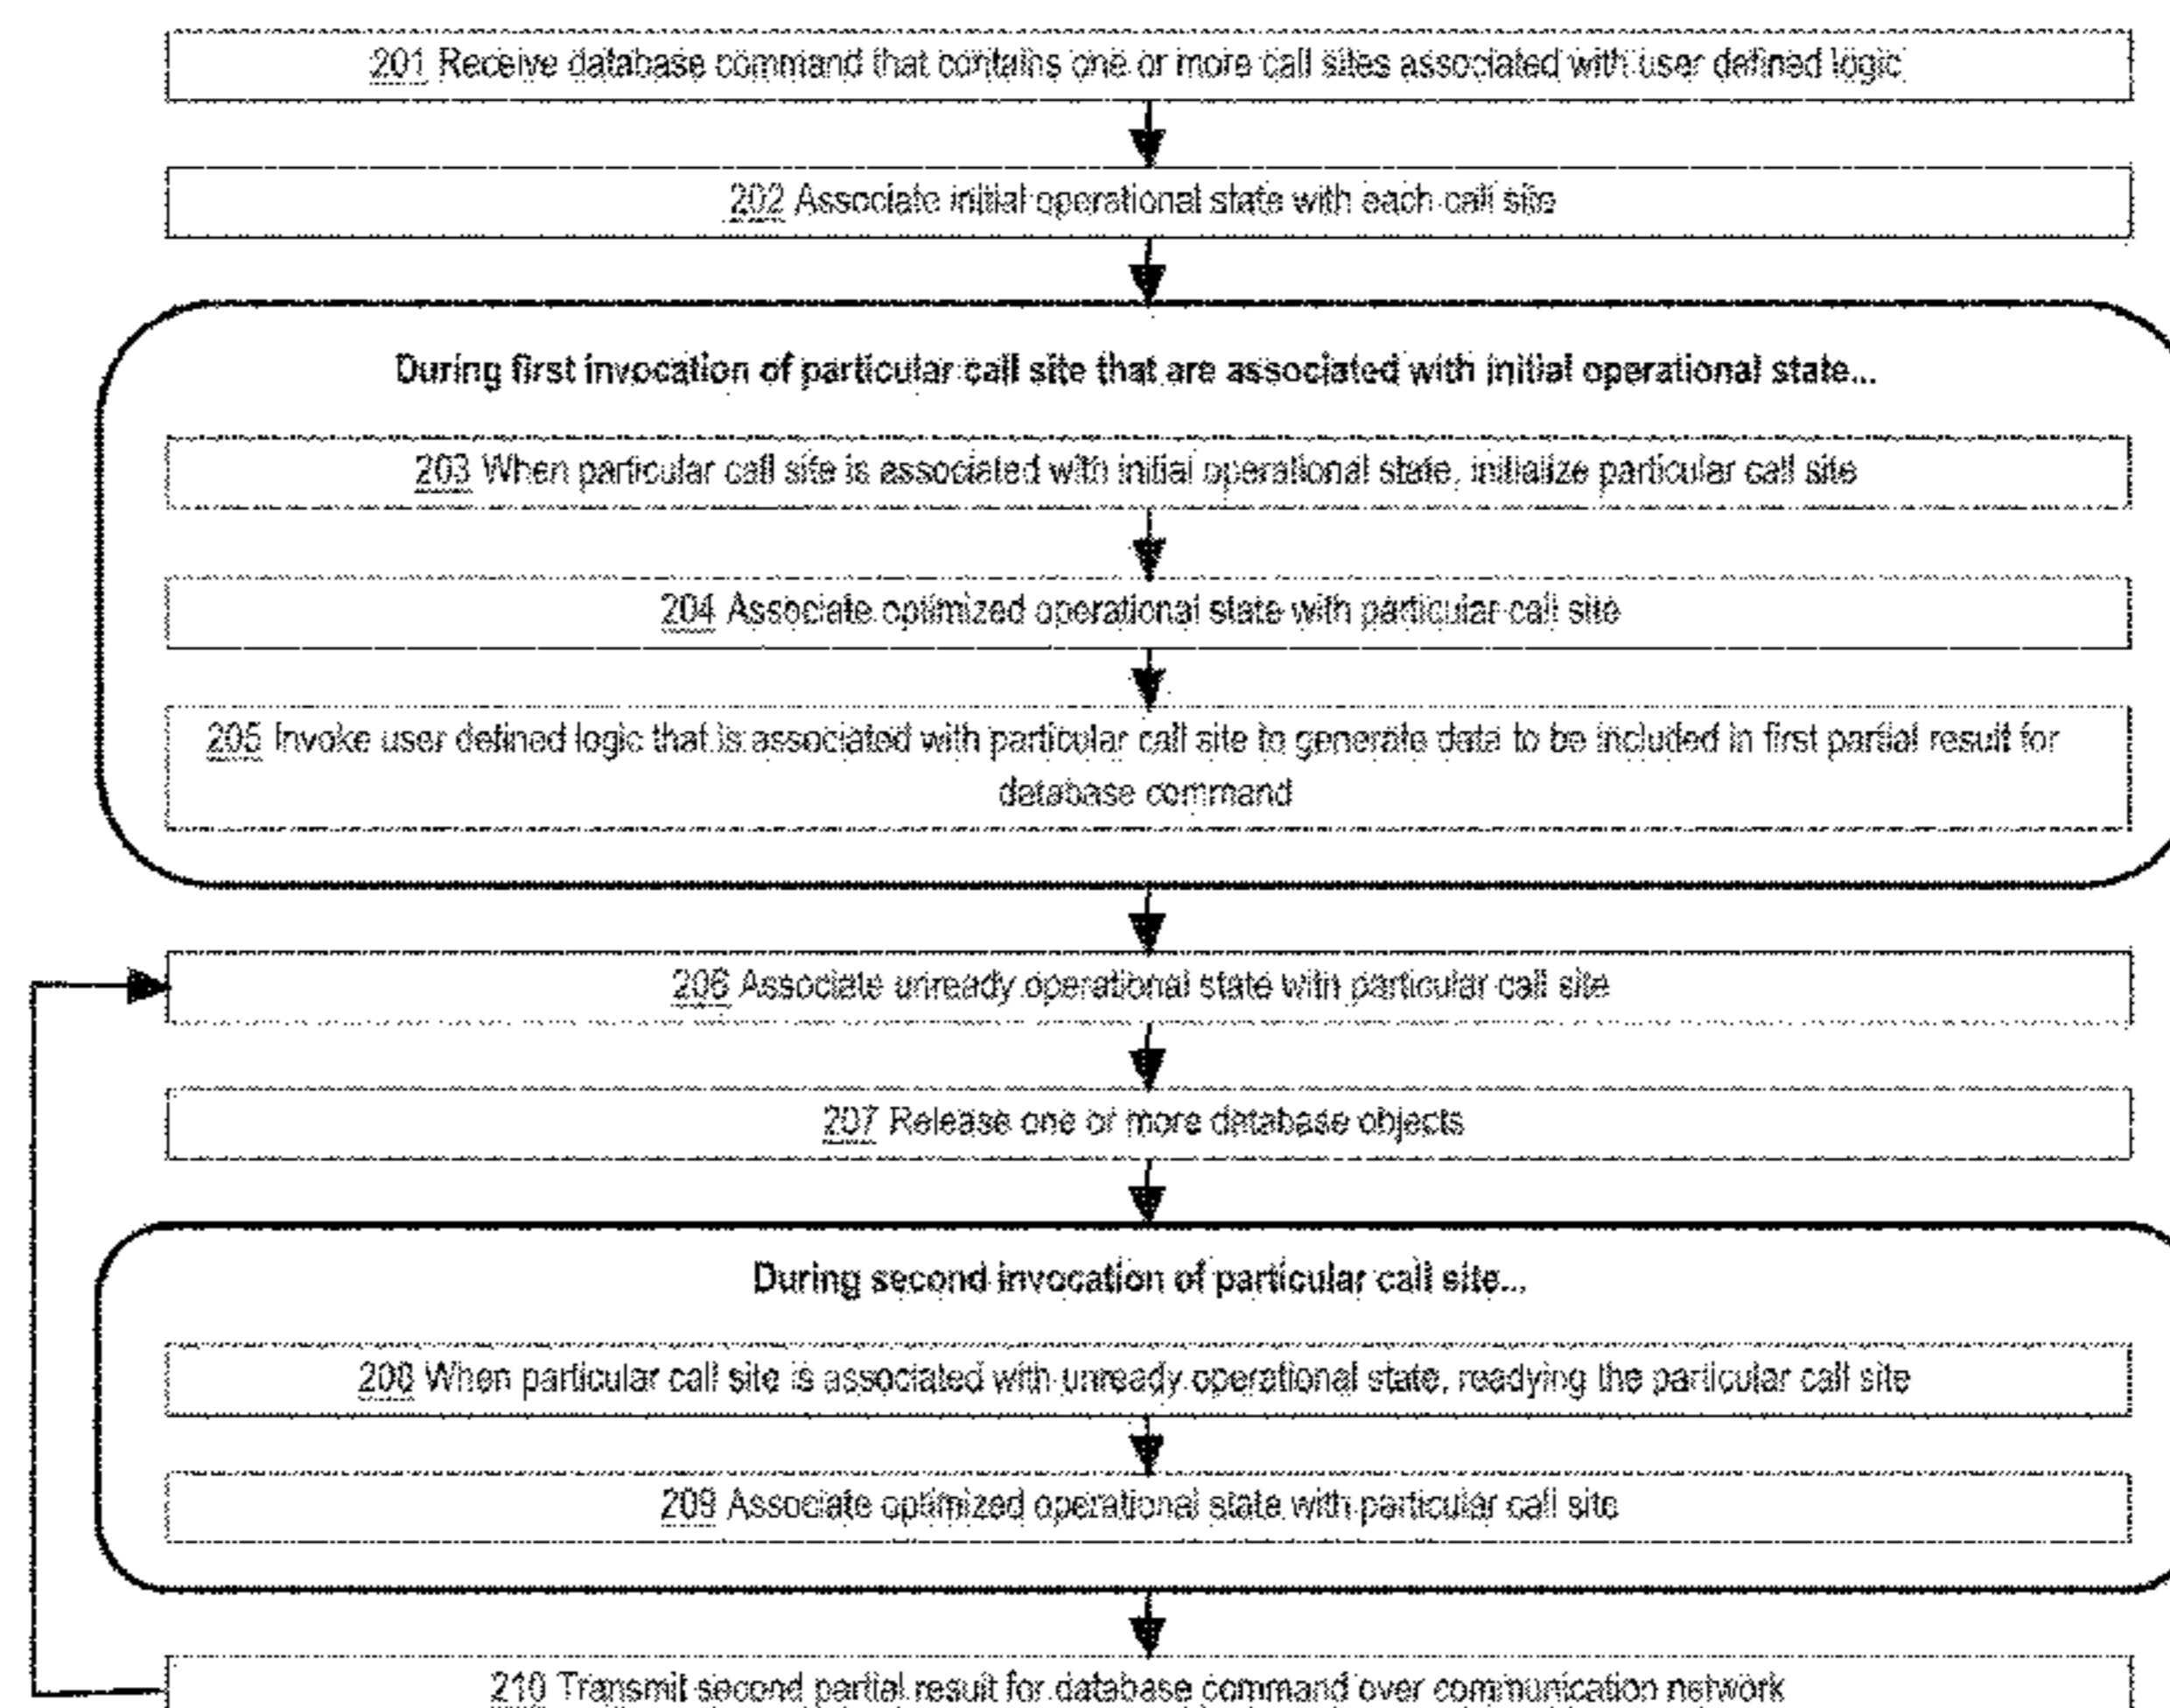 201 Receive database command that contains one or more call sites associated with user defined logic
202 Associate initial operational state with each call site
During first invocation of particular call site that are associated with initial operational state...
203 When particular call site is associated with initial operational state, initialize particular call site
204 Associate optimized operational state with particular call site
205 Invoke user defined logic that is associated with particular call site to generate data to be included in first partial result for
database command
206 Associate unready operational state with particular call site
207 Release one or more database objects
During second invocation of particular call site...
208 When particular call site is associated with unready operational state, readying the particular call site
209 Associate optimized operational state with particular call site
210 Transmit second partial result for database command over communication network